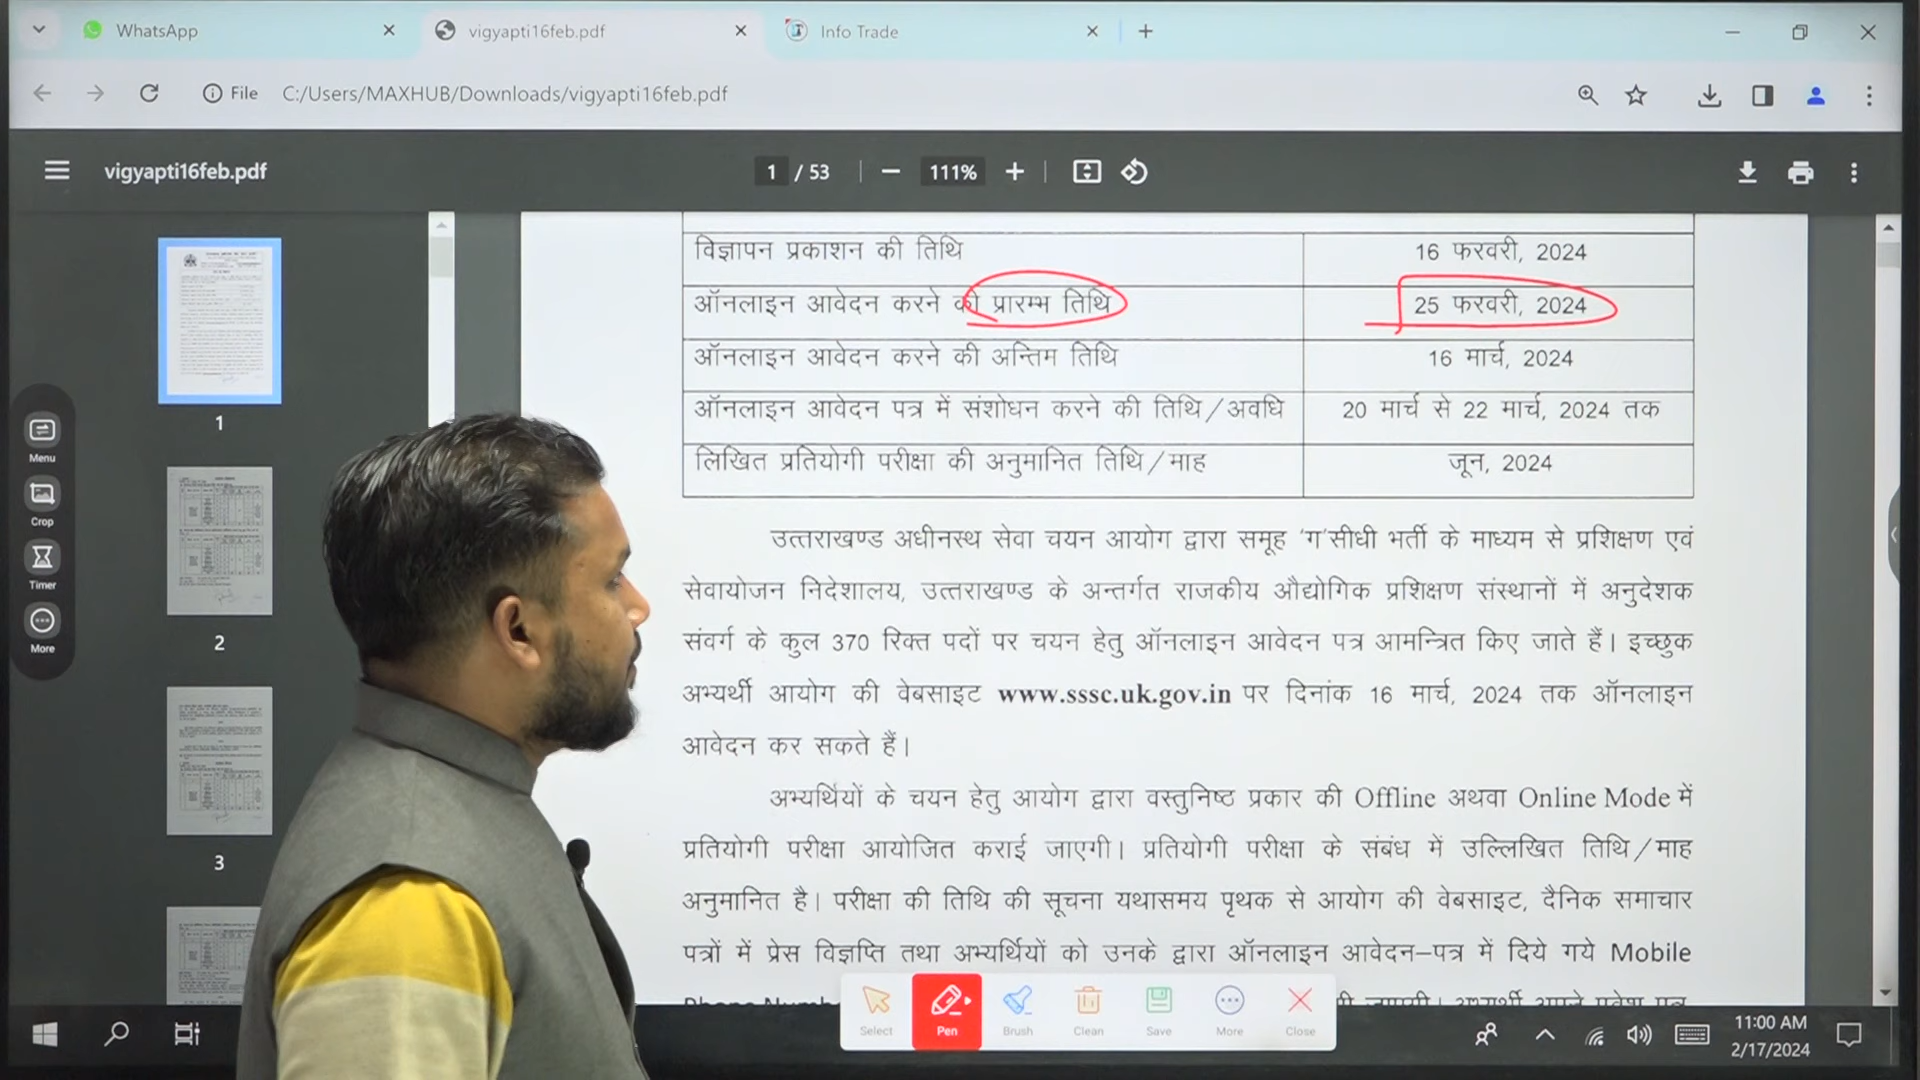 WhatsApp
vigyapti16feb.pdf
Info Trade
File C:/Users/MAXHUB/Downloads/vigyapti16feb.pdf
vigyapti16feb.pdf
1 / 53
111%
विज्ञापन प्रकाशन की तिथि 16 फरवरी, 2024
ऑनलाइन आवेदन करने की प्रारम्भ तिथि 25 फरवरी, 2024
ऑनलाइन आवेदन करने की अन्तिम तिथि 16 मार्च, 2024
ऑनलाइन आवेदन पत्र में संशोधन करने की तिथि/अवधि 20 मार्च से 22 मार्च, 2024 तक
लिखित प्रतियोगी परीक्षा की अनुमानित तिथि/माह जून, 2024
उत्तराखण्ड अधीनस्थ सेवा चयन आयोग द्वारा समूह 'ग'सीधी भर्ती के माध्यम से प्रशिक्षण एवं
सेवायोजन निदेशालय, उत्तराखण्ड के अन्तर्गत राजकीय औद्योगिक प्रशिक्षण संस्थानों में अनुदेशक
संवर्ग के कुल 370 रिक्त पदों पर चयन हेतु ऑनलाइन आवेदन पत्र आमन्त्रित किए जाते हैं। इच्छुक
अभ्यर्थी आयोग की वेबसाइट www.sssc.uk.gov.in पर दिनांक 16 मार्च, 2024 तक ऑनलाइन
आवेदन कर सकते हैं।
अभ्यर्थियों के चयन हेतु आयोग द्वारा वस्तुनिष्ठ प्रकार की Offline अथवा Online Mode में
प्रतियोगी परीक्षा आयोजित कराई जाएगी। प्रतियोगी परीक्षा के संबंध में उल्लिखित तिथि/माह
अनुमानित है। परीक्षा की तिथि की सूचना यथासमय पृथक से आयोग की वेबसाइट, दैनिक समाचार
पत्रों में प्रेस विज्ञप्ति तथा अभ्यर्थियों को उनके द्वारा ऑनलाइन आवेदन–पत्र में दिये गये Mobile
1
2
3
Menu
Crop
Timer
More
Select
Pen
Brush
Clean
Save
More
Close
11:00 AM
2/17/2024